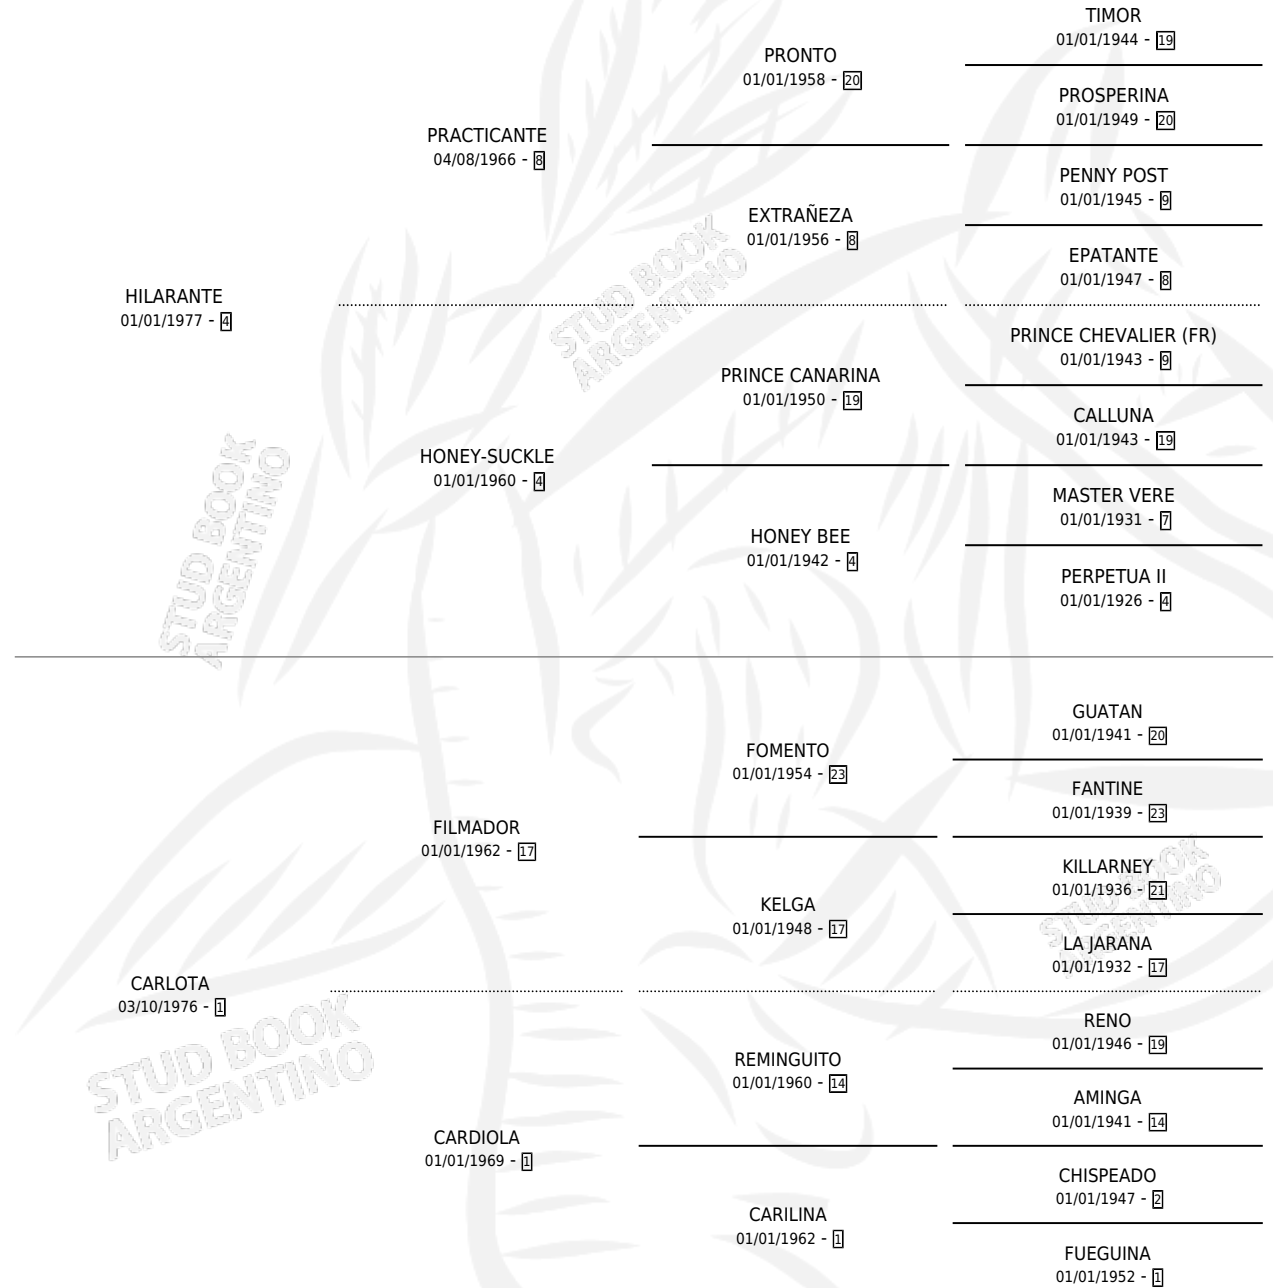 TIMOR
01/01/1944 - 19
PRONTO
01/01/1958 - 20
PROSPERINA
01/01/1949 - 20
PRACTICANTE
04/08/1966 - 8
PENNY POST
01/01/1945 - 9
EXTRAÑEZA
01/01/1956 - 8
EPATANTE
01/01/1947 - 8
HILARANTE
01/01/1977 - 4
STUD BOOK
ARGENTINO
PRINCE CHEVALIER (FR)
01/01/1943 - 9
PRINCE CANARINA
01/01/1950 - 19
CALLUNA
01/01/1943 - 19
HONEY-SUCKLE
01/01/1960 - 4
MASTER VERE
01/01/1931 - 7
HONEY BEE
01/01/1942 - 4
PERPETUA II
01/01/1926 - 4
STUD BOOK
ARGENTINO
GUATAN
01/01/1941 - 20
FOMENTO
01/01/1954 - 23
FANTINE
01/01/1939 - 23
FILMADOR
01/01/1962 - 17
KILLARNEY
01/01/1936 - 21
KELGA
01/01/1948 - 17
STUD BOOK
ARGENTINO
LA JARANA
01/01/1932 - 17
CARLOTA
03/10/1976 - 1
RENO
01/01/1946 - 19
REMINGUITO
01/01/1960 - 14
STUD BOOK
ARGENTINO
AMINGA
01/01/1941 - 14
CARDIOLA
01/01/1969 - 1
CHISPEADO
01/01/1947 - 2
CARILINA
01/01/1962 - 1
FUEGUINA
01/01/1952 - 1